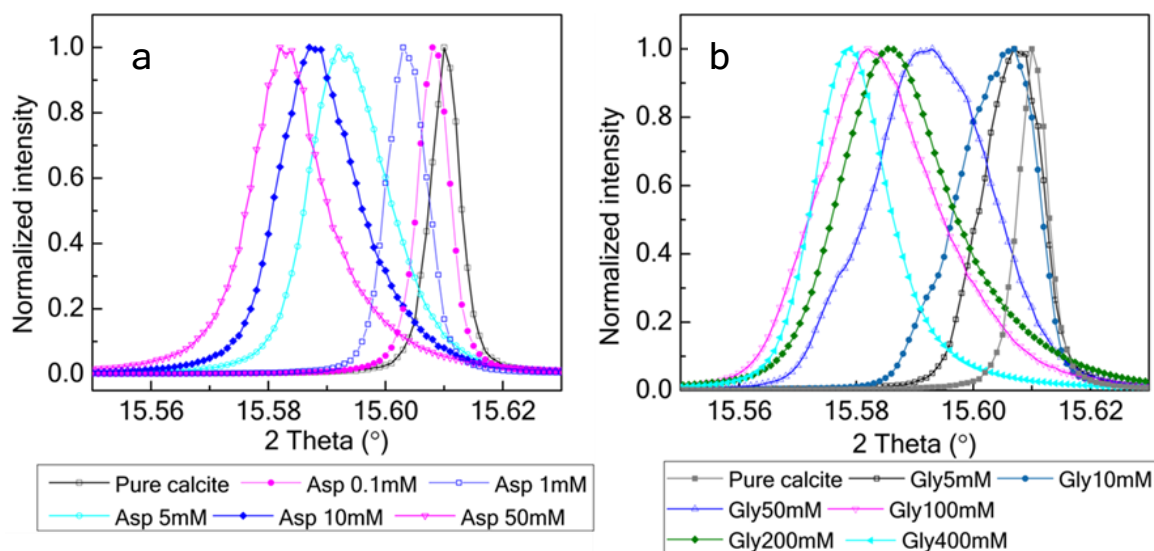 a
1.0
0.8
0.6
0.4
0.2
0.0
Normalized intensity
15.56 15.58 15.60 15.62
2 Theta (°)
Pure calcite Asp 0.1mM Asp 1mM
Asp 5mM Asp 10mM Asp 50mM
b
1.0
0.8
0.6
0.4
0.2
0.0
Normalized intensity
15.56 15.58 15.60 15.62
2 Theta (°)
Pure calcite Gly5mM Gly10mM
Gly50mM Gly100mM
Gly200mM Gly400mM